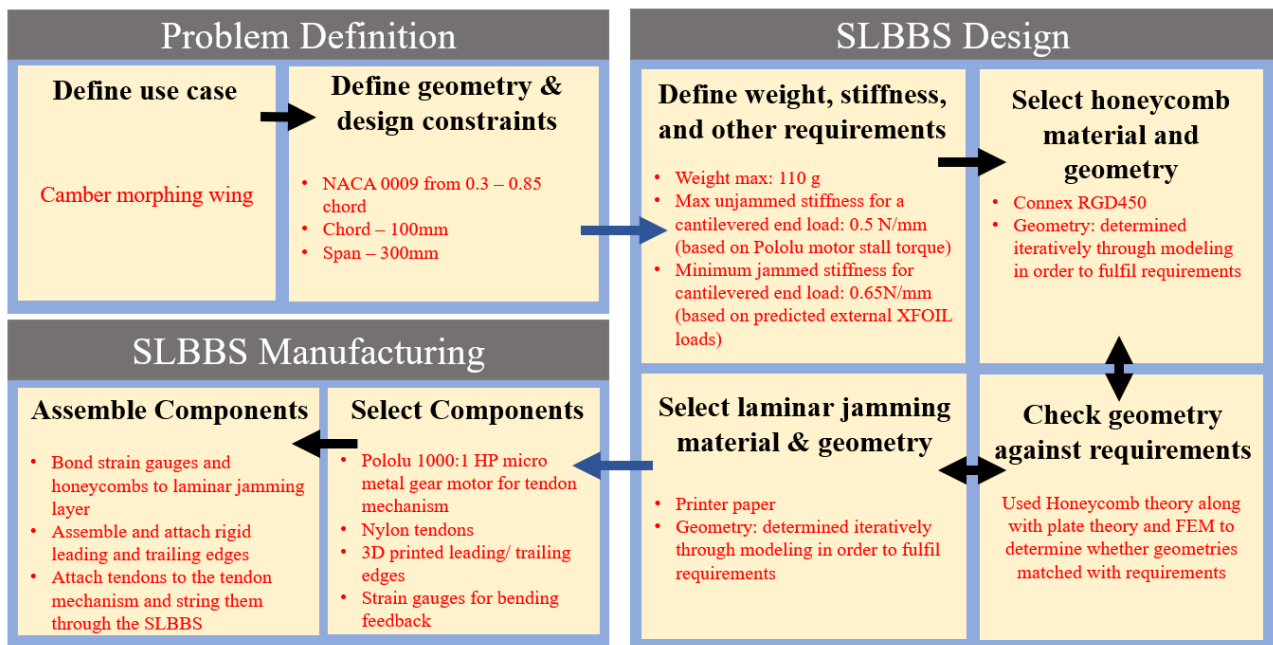 Problem Definition
Define use case
Camber morphing wing
Define geometry &
design constraints
• NACA 0009 from 0.3 – 0.85
chord
• Chord – 100mm
• Span – 300mm
SLBBS Design
Define weight, stiffness,
and other requirements
• Weight max: 110 g
• Max unjammed stiffness for a
cantilevered end load: 0.5 N/mm
(based on Pololu motor stall torque)
• Minimum jammed stiffness for
cantilevered end load: 0.65N/mm
(based on predicted external XFOIL
loads)
Select honeycomb
material and
geometry
• Connex RGD450
• Geometry: determined
iteratively through modeling
in order to fulfil requirements
Check geometry
against requirements
Used Honeycomb theory along
with plate theory and FEM to
determine whether geometries
matched with requirements
Select laminar jamming
material & geometry
• Printer paper
• Geometry: determined iteratively
through modeling in order to fulfil
requirements
SLBBS Manufacturing
Select Components
• Pololu 1000:1 HP micro
metal gear motor for tendon
mechanism
• Nylon tendons
• 3D printed leading/ trailing
edges
• Strain gauges for bending
feedback
Assemble Components
• Bond strain gauges and
honeycombs to laminar jamming
layer
• Assemble and attach rigid
leading and trailing edges
• Attach tendons to the tendon
mechanism and string them
through the SLBBS